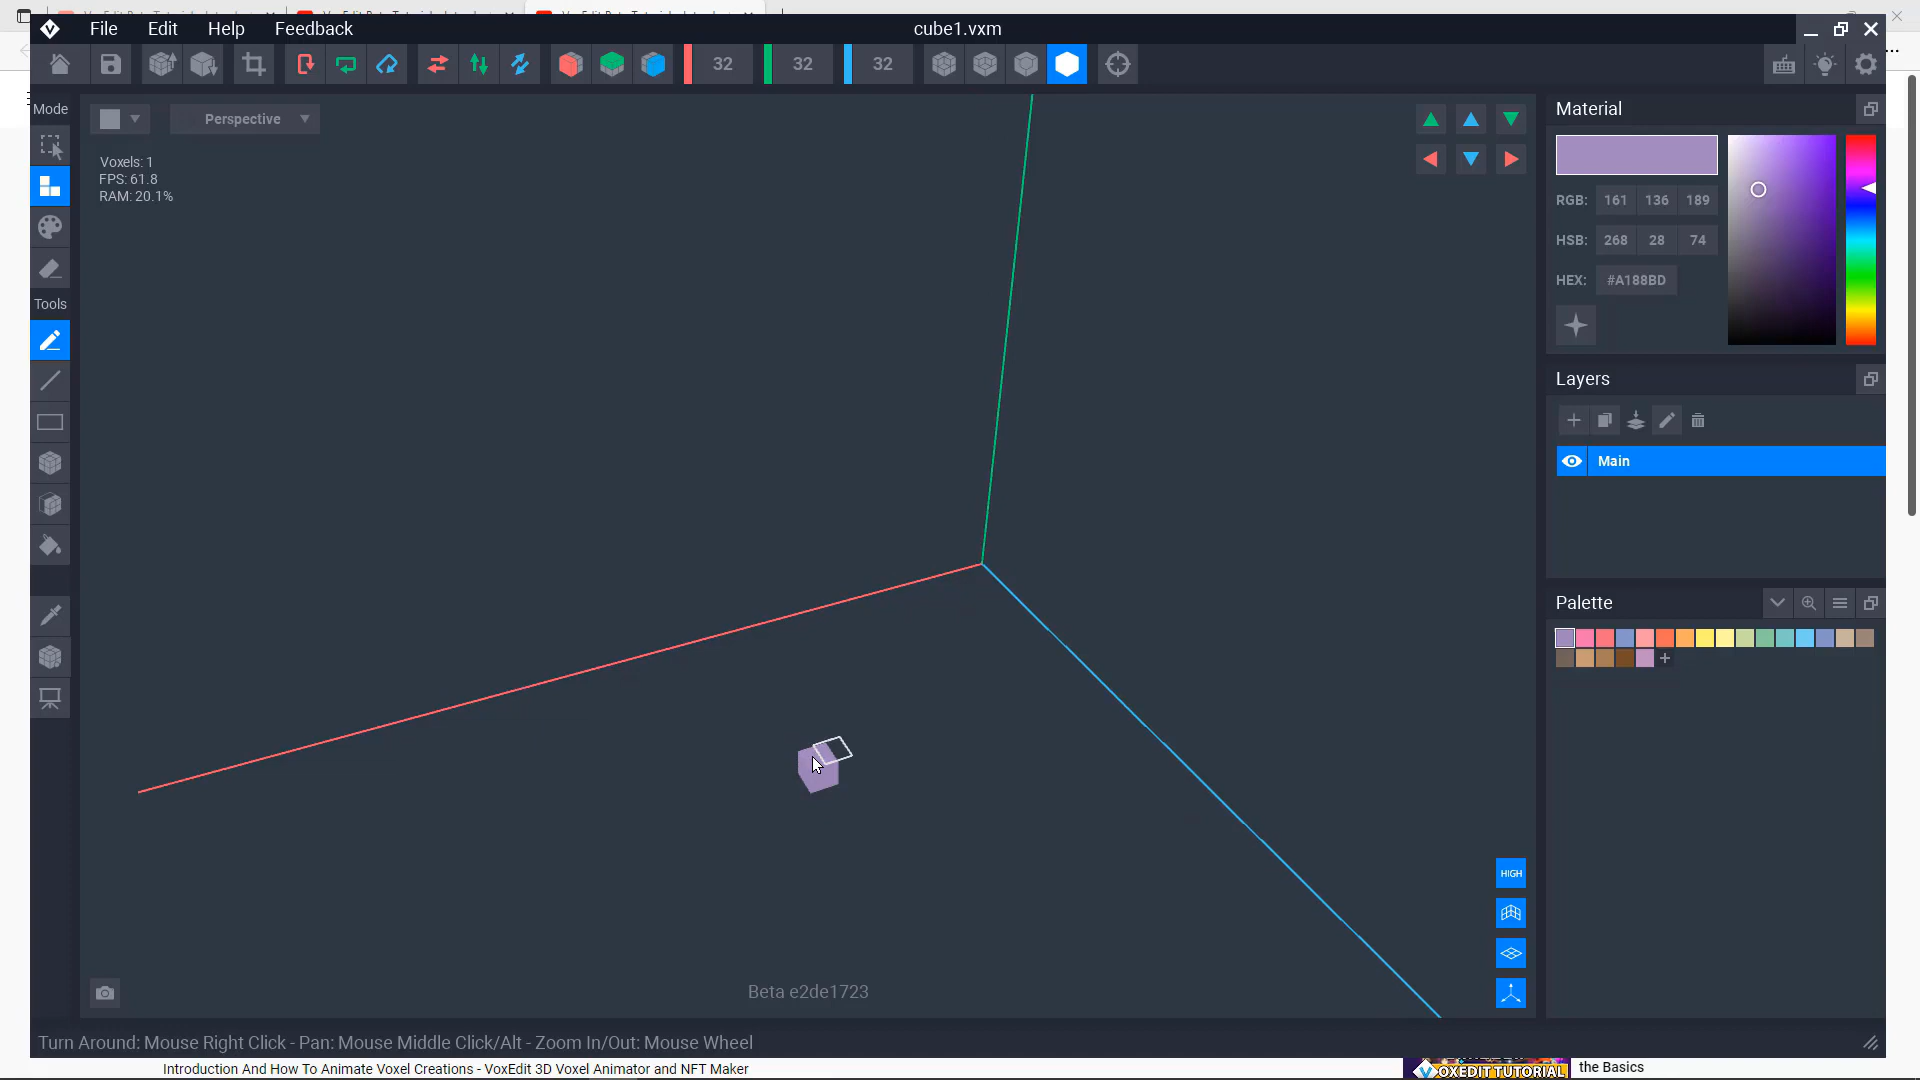 File Edit Help Feedback cube1.vxm
32 32 32
Mode
Perspective
Voxels: 1
FPS: 61.8
RAM: 20.1%
Tools
Material
RGB: 161 136 189
HSB: 268 28 74
HEX: #A188BD
Layers
Main
Palette
HIGH
Beta e2de1723
Turn Around: Mouse Right Click - Pan: Mouse Middle Click/Alt - Zoom In/Out: Mouse Wheel
Introduction And How To Animate Voxel Creations - VoxEdit 3D Voxel Animator and NFT Maker
OXEDIT TUTORIAL
the Basics